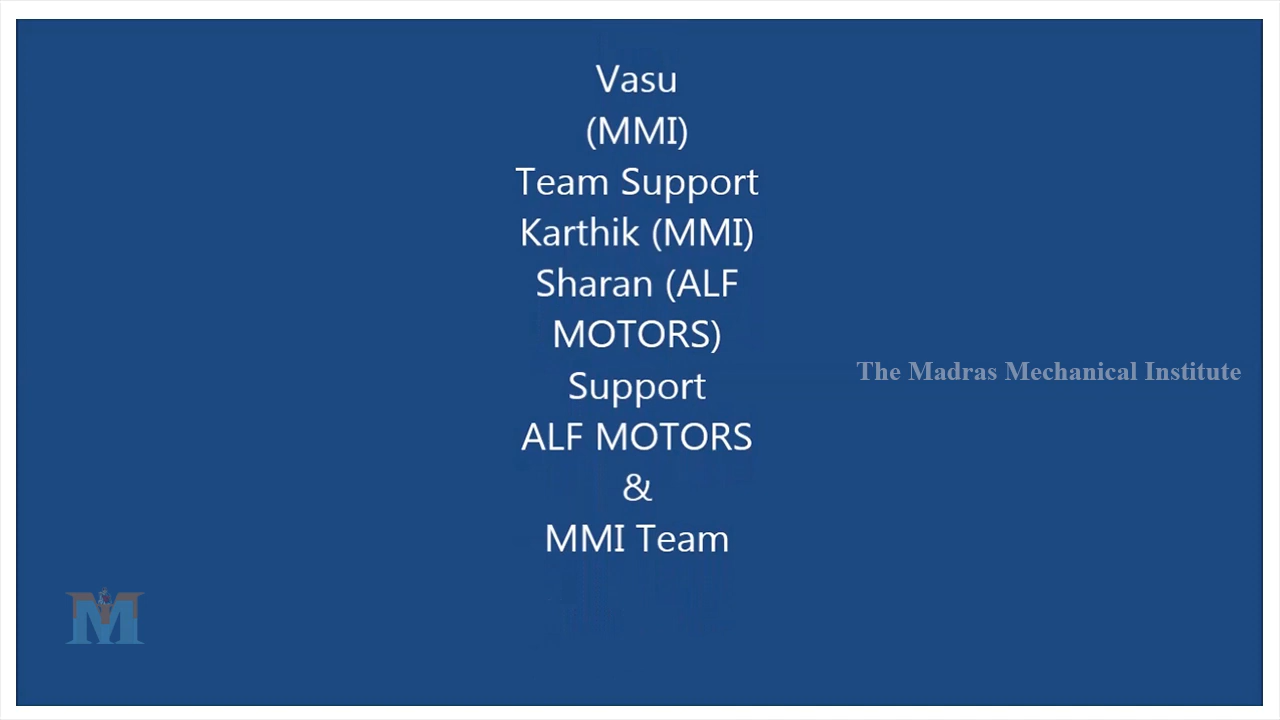 Vasu
(MMI)
Team Support
Karthik (MMI)
Sharan (ALF
MOTORS)
Support
ALF MOTORS
&
MMI Team
The Madras Mechanical Institute
M